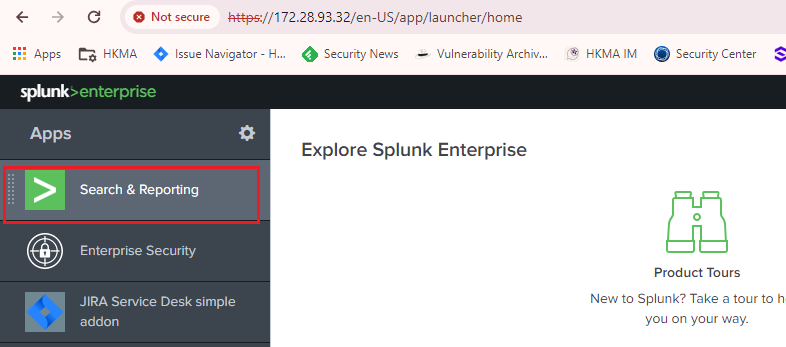 Not secure https://172.28.93.32/en-US/app/launcher/home
Apps HKMA Issue Navigator - H... Security News Vulnerability Archiv... HKMA IM Security Center
splunk>enterprise
Apps
Explore Splunk Enterprise
Search & Reporting
Enterprise Security
Product Tours
JIRA Service Desk simple
addon
New to Splunk? Take a tour to h
you on your way.